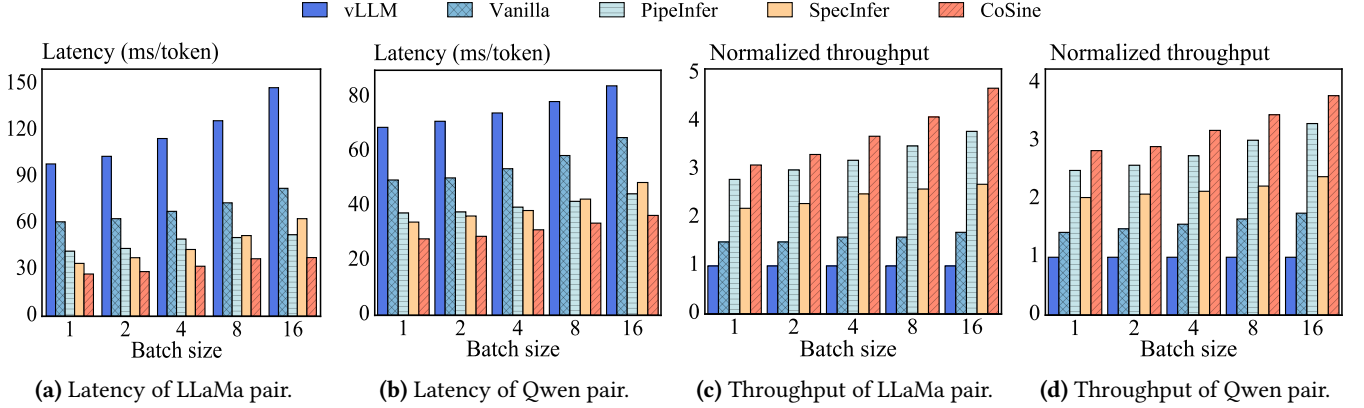 vLLM Vanilla PipeInfer SpecInfer CoSine
Latency (ms/token)
150
120
90
60
30
0
1 2 4 8 16
Batch size
(a) Latency of LLaMa pair.
Latency (ms/token)
80
60
40
20
0
1 2 4 8 16
Batch size
(b) Latency of Qwen pair.
Normalized throughput
5
4
3
2
1
0
1 2 4 8 16
Batch size
(c) Throughput of LLaMa pair.
Normalized throughput
4
3
2
1
0
1 2 4 8 16
Batch size
(d) Throughput of Qwen pair.